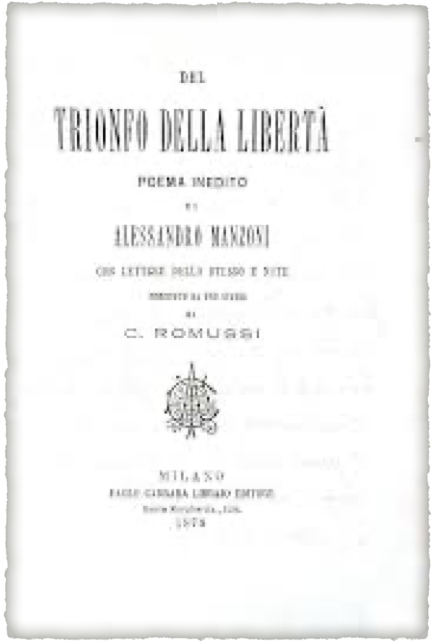 DEL
TRIONFO DELLA LIBERTÀ
POEMA INEDITO
DI
ALESSANDRO MANZONI
CON LETTERE DELLO STESSO E NOTE
PRECEDUTO DA UNO STUDIO
DI
C. ROMUSSI
MILANO
PAOLO CARRARA LIBRAIO EDITORE
Santa Margherita,
1878